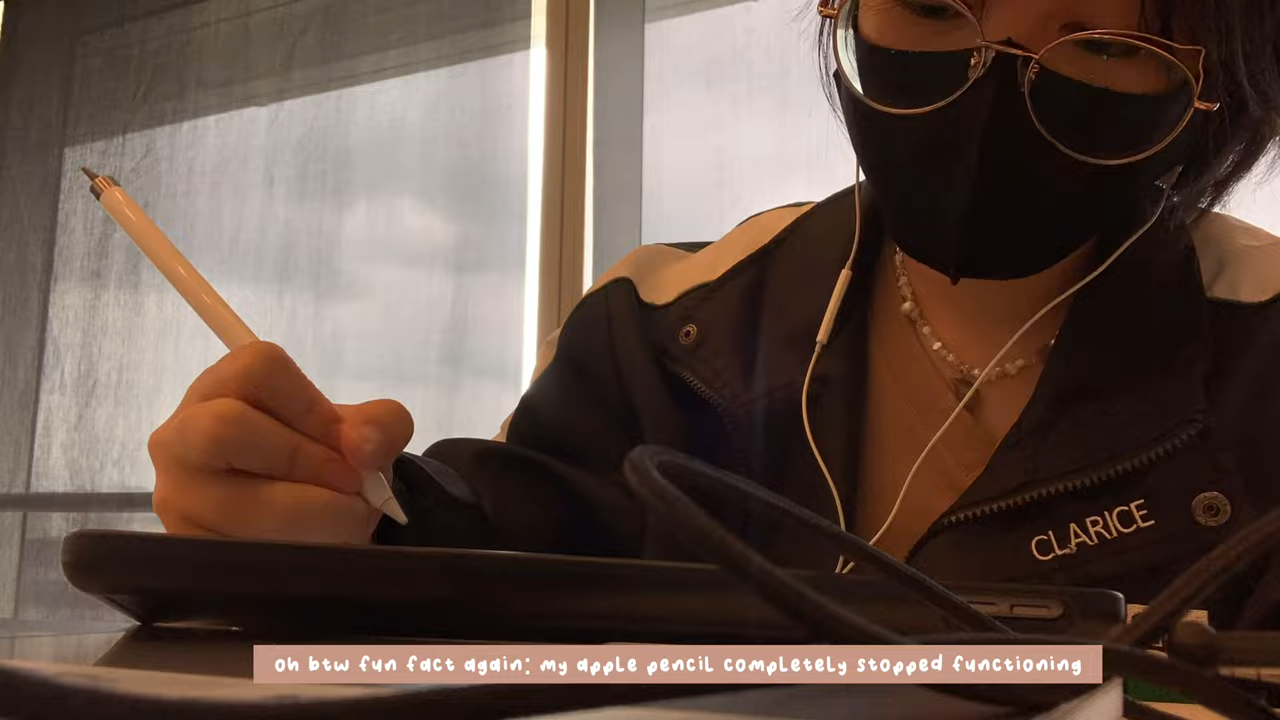 CLARICE
oh btw fun fact again: my apple pencil completely stopped functioning